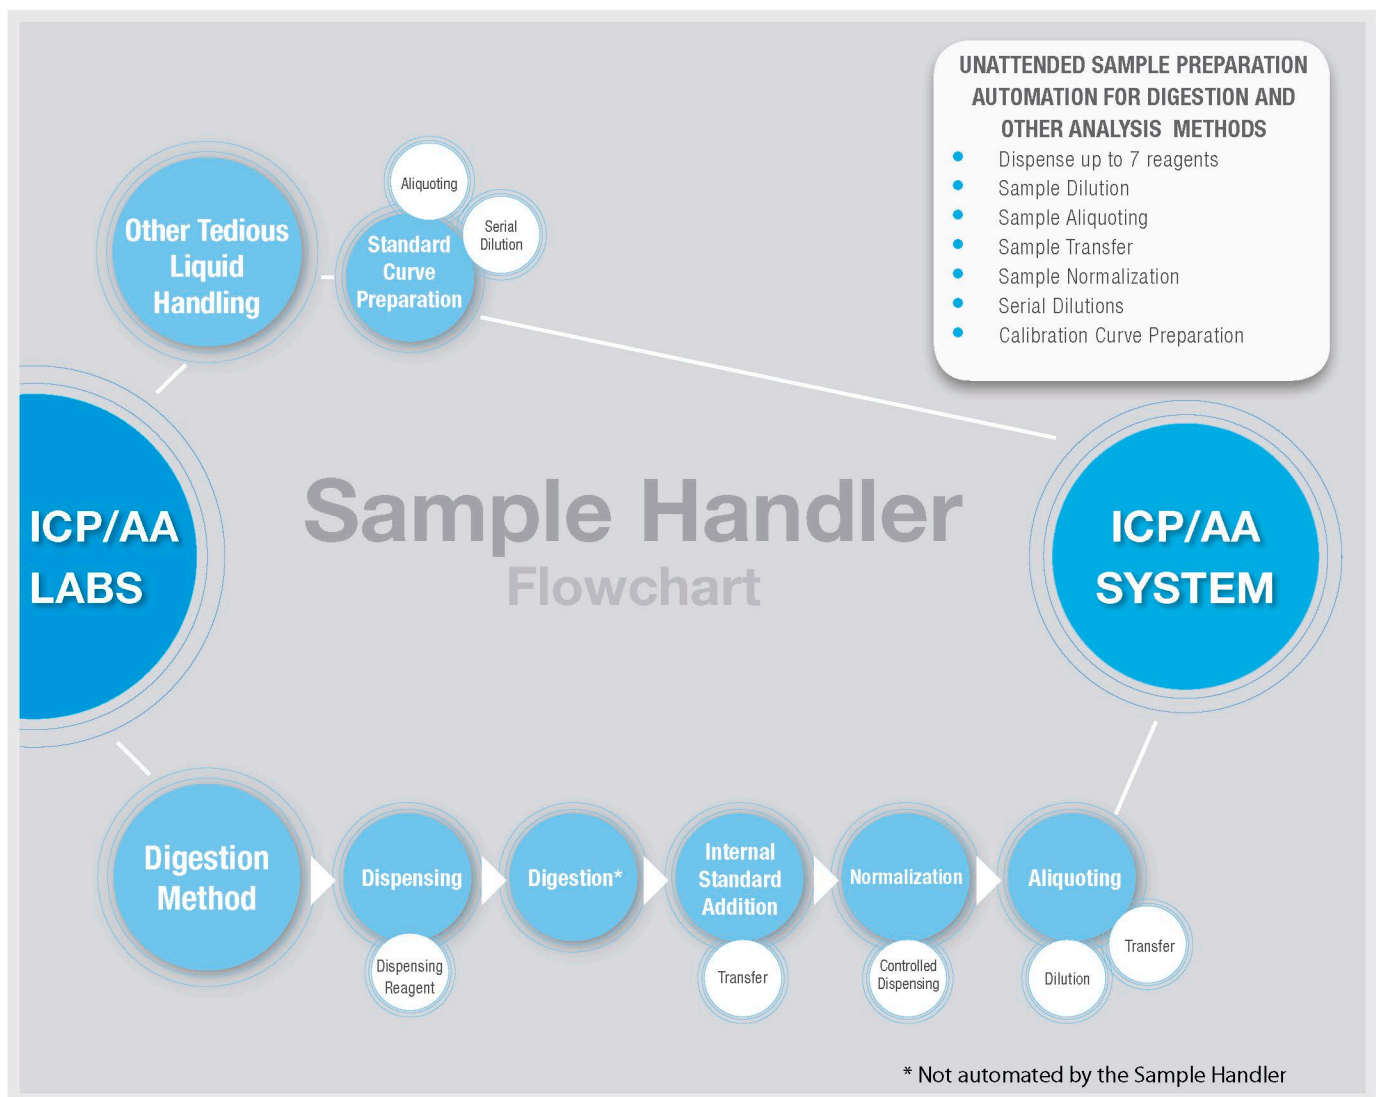 UNATTENDED SAMPLE PREPARATION
AUTOMATION FOR DIGESTION AND
OTHER ANALYSIS METHODS
• Dispense up to 7 reagents
• Sample Dilution
• Sample Aliquoting
• Sample Transfer
• Sample Normalization
• Serial Dilutions
• Calibration Curve Preparation
Other Tedious
Liquid
Handling
Aliquoting
Serial
Dilution
Standard
Curve
Preparation
ICP/AA
LABS
Sample Handler
Flowchart
ICP/AA
SYSTEM
Digestion
Method
Dispensing
Dispensing
Reagent
Digestion*
Internal
Standard
Addition
Transfer
Normalization
Controlled
Dispensing
Aliquoting
Dilution
Transfer
* Not automated by the Sample Handler